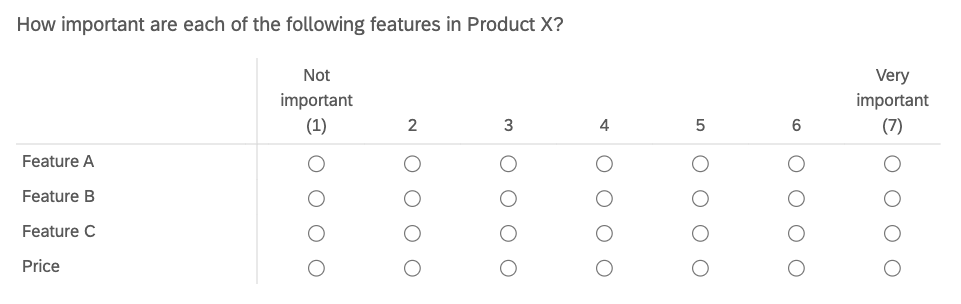 How important are each of the following features in Product X?
Not important (1) 2 3 4 5 6 Very important (7)
Feature A
Feature B
Feature C
Price